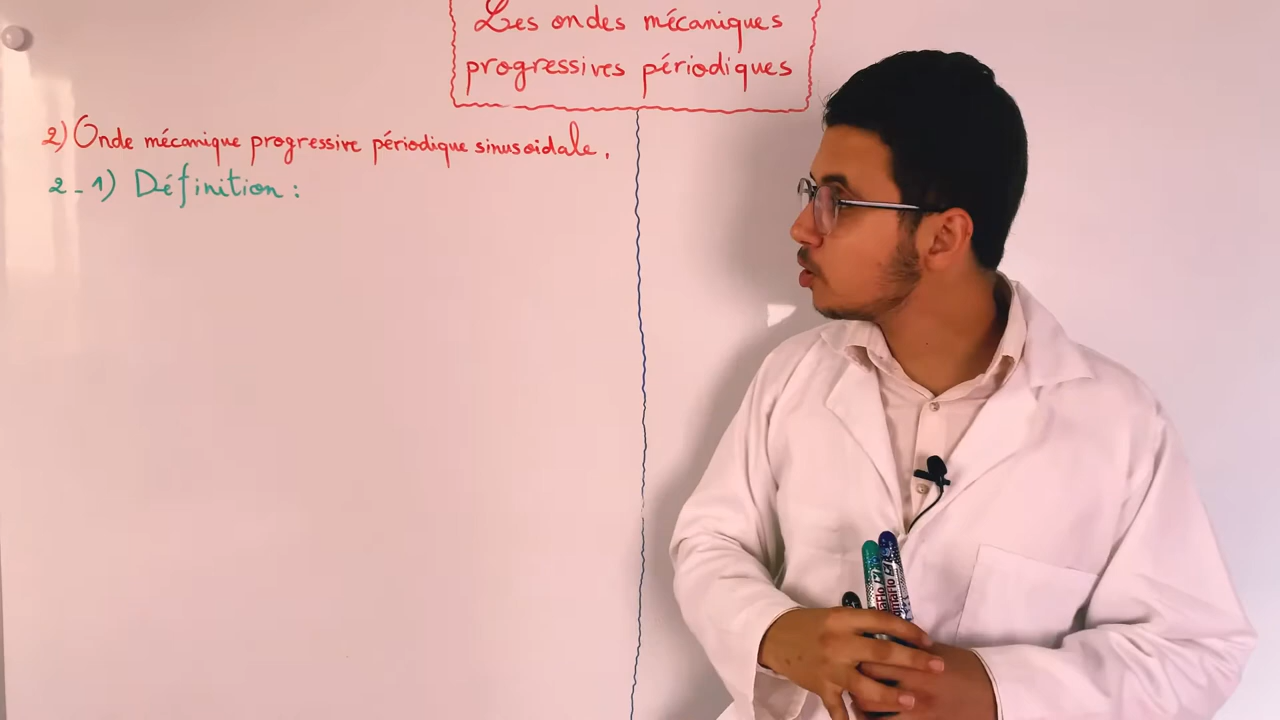 Les ondes mécaniques
progressives périodiques
2) Onde mécanique progressive périodique sinusoidale.
2-1) Définition :